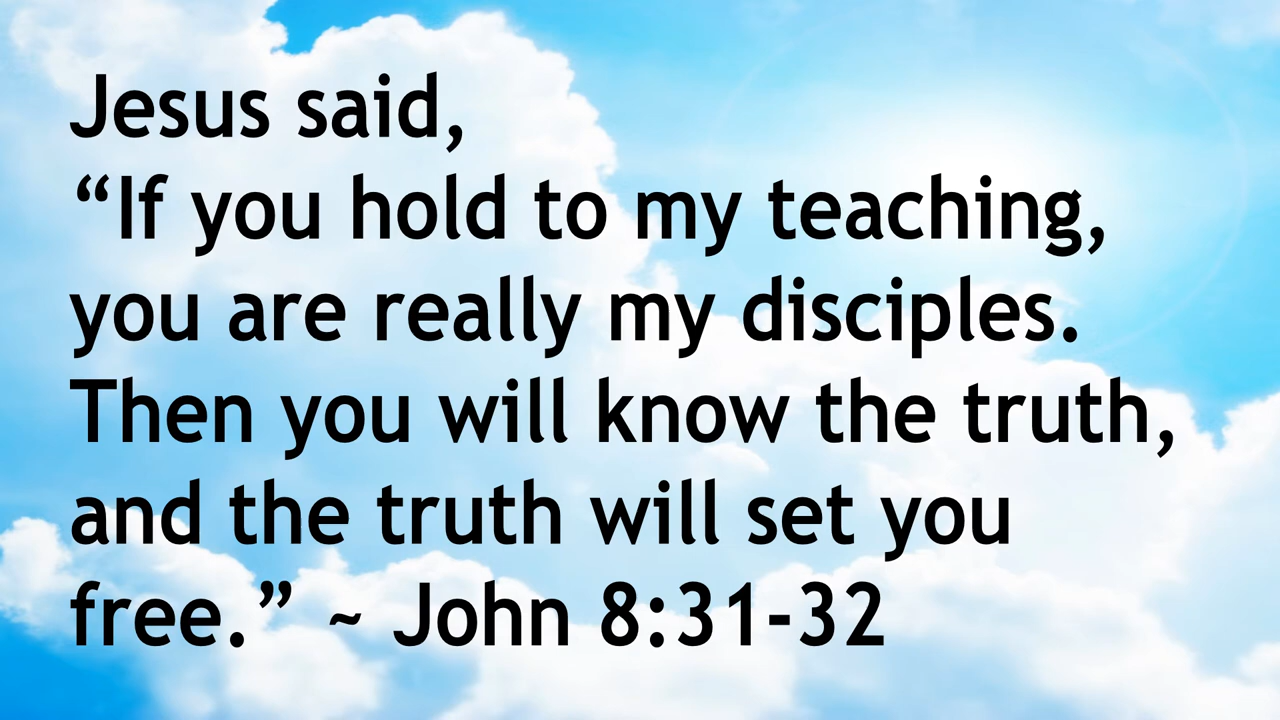 Jesus said,
“If you hold to my teaching,
you are really my disciples.
Then you will know the truth,
and the truth will set you
free.” ~ John 8:31-32